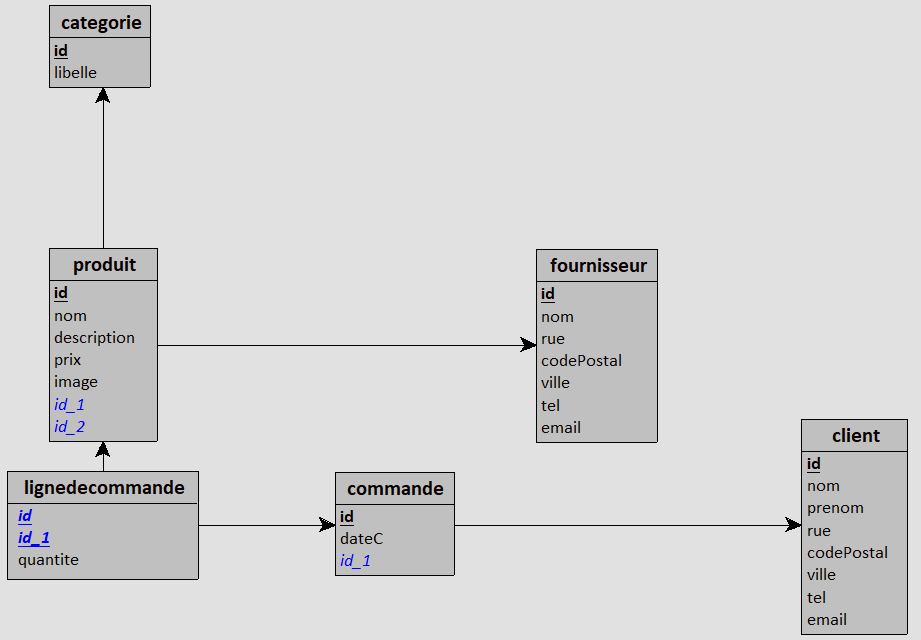 categorie
id
libelle
produit
id
nom
description
prix
image
id_1
id_2
fournisseur
id
nom
rue
codePostal
ville
tel
email
lignedecommande
id
id_1
quantite
commande
id
dateC
id_1
client
id
nom
prenom
rue
codePostal
ville
tel
email